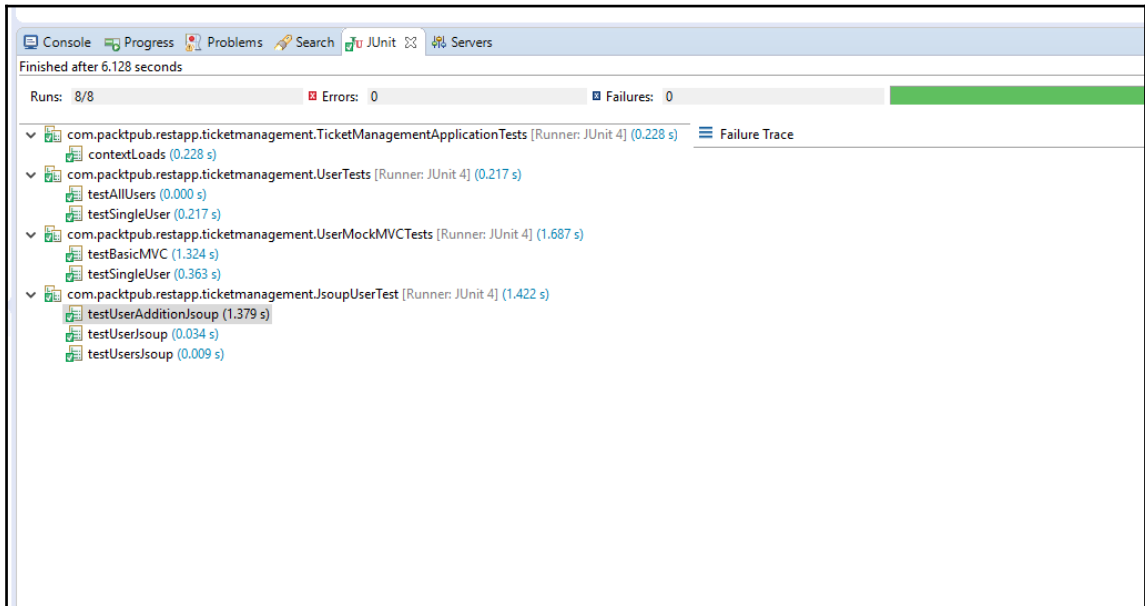 Console Progress Problems Search JUnit Servers
Finished after 6.128 seconds
Runs: 8/8 Errors: 0 Failures: 0
com.packtpub.restapp.ticketmanagement.TicketManagementApplicationTests [Runner: JUnit 4] (0.228 s) Failure Trace
contextLoads (0.228 s)
com.packtpub.restapp.ticketmanagement.UserTests [Runner: JUnit 4] (0.217 s)
testAllUsers (0.000 s)
testSingleUser (0.217 s)
com.packtpub.restapp.ticketmanagement.UserMockMVCTests [Runner: JUnit 4] (1.687 s)
testBasicMVC (1.324 s)
testSingleUser (0.363 s)
com.packtpub.restapp.ticketmanagement.JsoupUserTest [Runner: JUnit 4] (1.422 s)
testUserAdditionJsoup (1.379 s)
testUserJsoup (0.034 s)
testUsersJsoup (0.009 s)